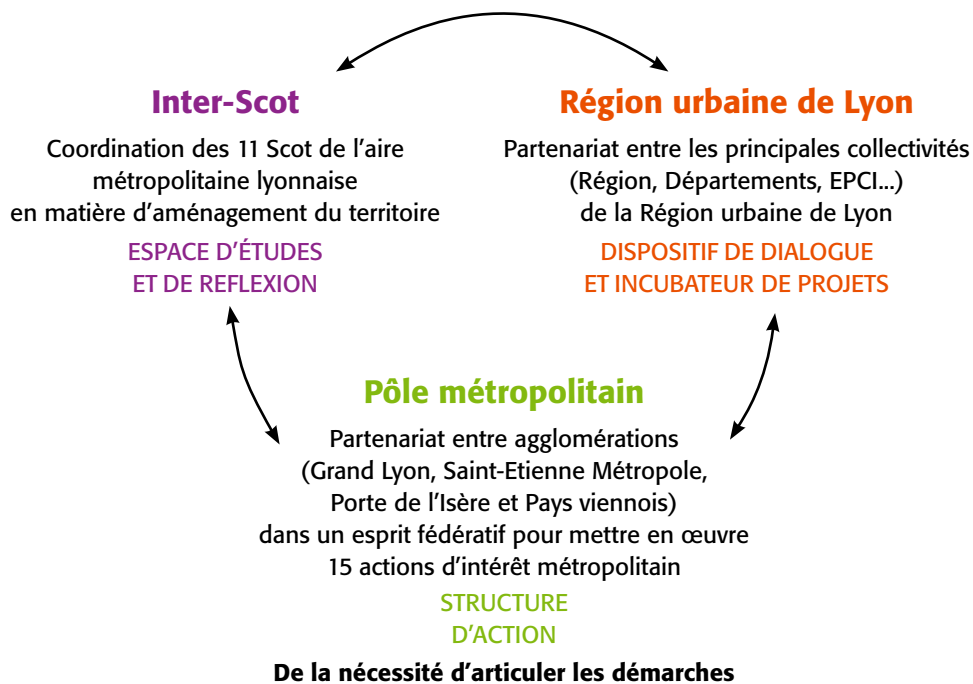 Inter-Scot
Coordination des 11 Scot de l'aire
métropolitaine lyonnaise
en matière d'aménagement du territoire
ESPACE D'ÉTUDES
ET DE REFLEXION
Région urbaine de Lyon
Partenariat entre les principales collectivités
(Région, Départements, EPCI...)
de la Région urbaine de Lyon
DISPOSITIF DE DIALOGUE
ET INCUBATEUR DE PROJETS
Pôle métropolitain
Partenariat entre agglomérations
(Grand Lyon, Saint-Etienne Métropole,
Porte de l'Isère et Pays viennois)
dans un esprit fédératif pour mettre en œuvre
15 actions d'intérêt métropolitain
STRUCTURE
D'ACTION
De la nécessité d'articuler les démarches